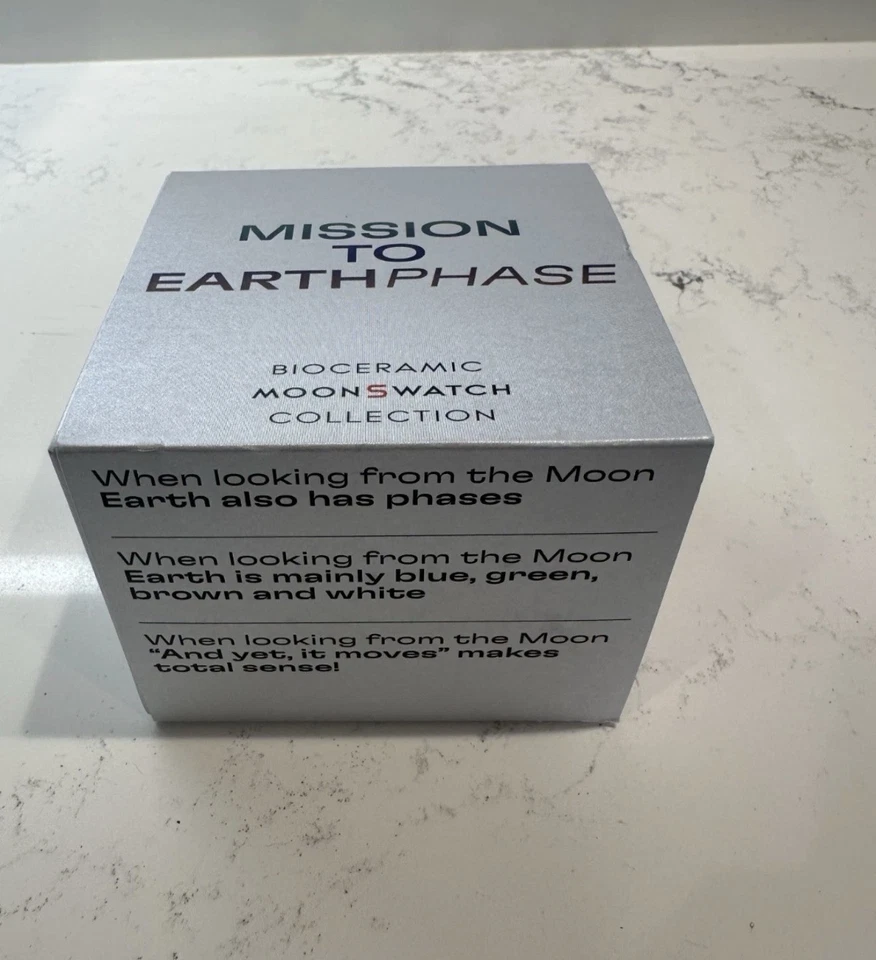 MISSION
TO
EARTHPHASE
BIOCERAMIC
MOONSWATCH
COLLECTION
When looking from the Moon
Earth also has phases
When looking from the Moon
Earth is mainly blue, green,
brown and white
When looking from the Moon
“And yet, it moves” makes
total sense!